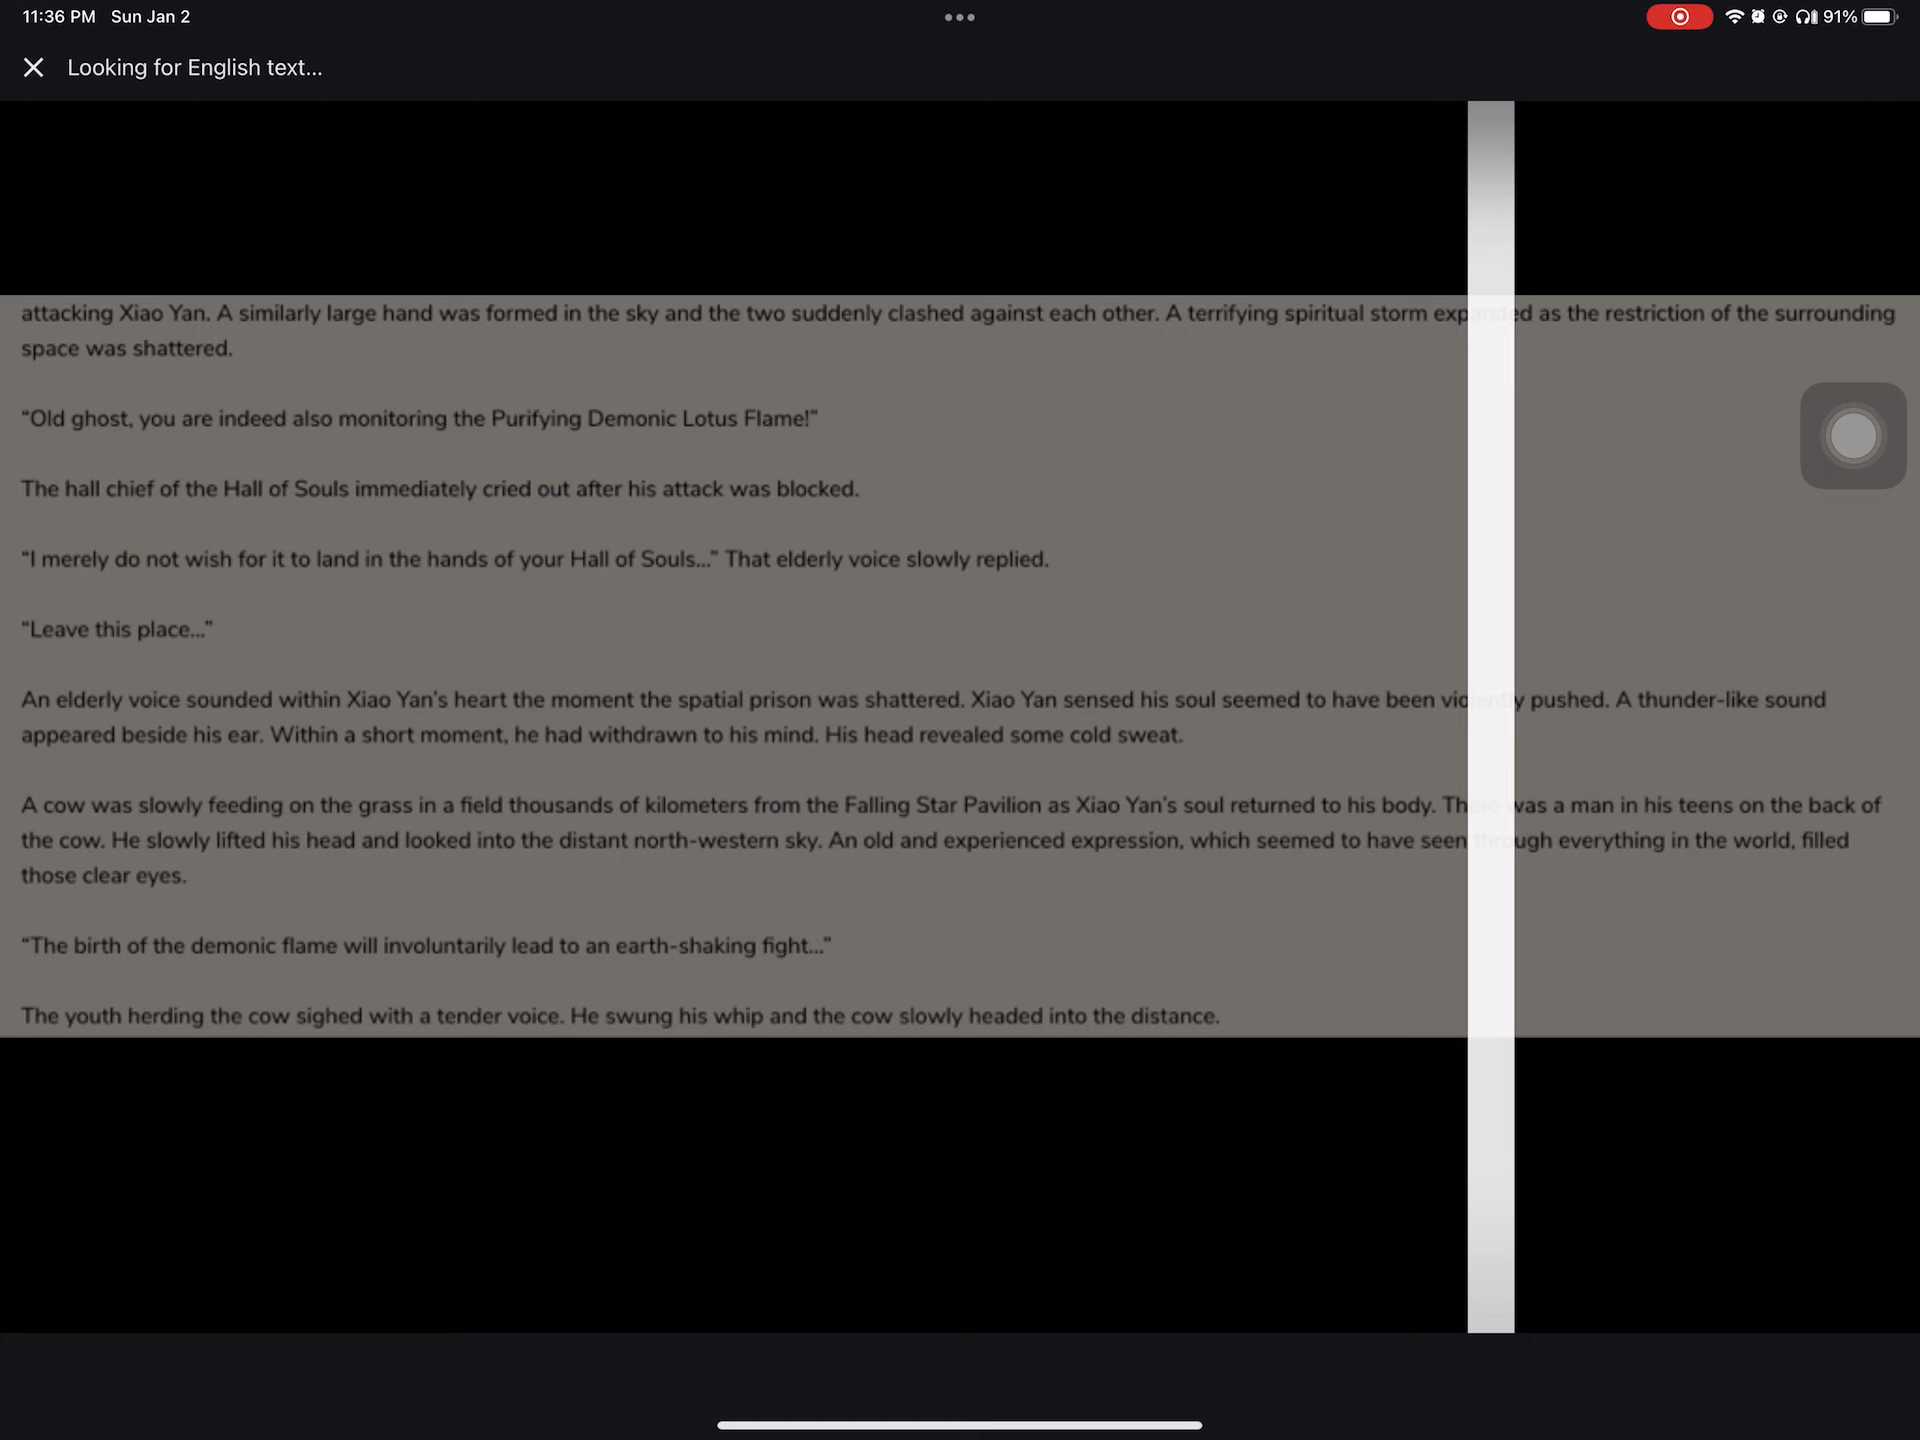 11:36 PM Sun Jan 2
91%
Looking for English text...
attacking Xiao Yan. A similarly large hand was formed in the sky and the two suddenly clashed against each other. A terrifying spiritual storm expanded as the restriction of the surrounding
space was shattered.
“Old ghost, you are indeed also monitoring the Purifying Demonic Lotus Flame!”
The hall chief of the Hall of Souls immediately cried out after his attack was blocked.
“I merely do not wish for it to land in the hands of your Hall of Souls...” That elderly voice slowly replied.
“Leave this place...”
An elderly voice sounded within Xiao Yan’s heart the moment the spatial prison was shattered. Xiao Yan sensed his soul seemed to have been violently pushed. A thunder-like sound
appeared beside his ear. Within a short moment, he had withdrawn to his mind. His head revealed some cold sweat.
A cow was slowly feeding on the grass in a field thousands of kilometers from the Falling Star Pavilion as Xiao Yan’s soul returned to his body. There was a man in his teens on the back of
the cow. He slowly lifted his head and looked into the distant north-western sky. An old and experienced expression, which seemed to have seen through everything in the world, filled
those clear eyes.
“The birth of the demonic flame will involuntarily lead to an earth-shaking fight...”
The youth herding the cow sighed with a tender voice. He swung his whip and the cow slowly headed into the distance.